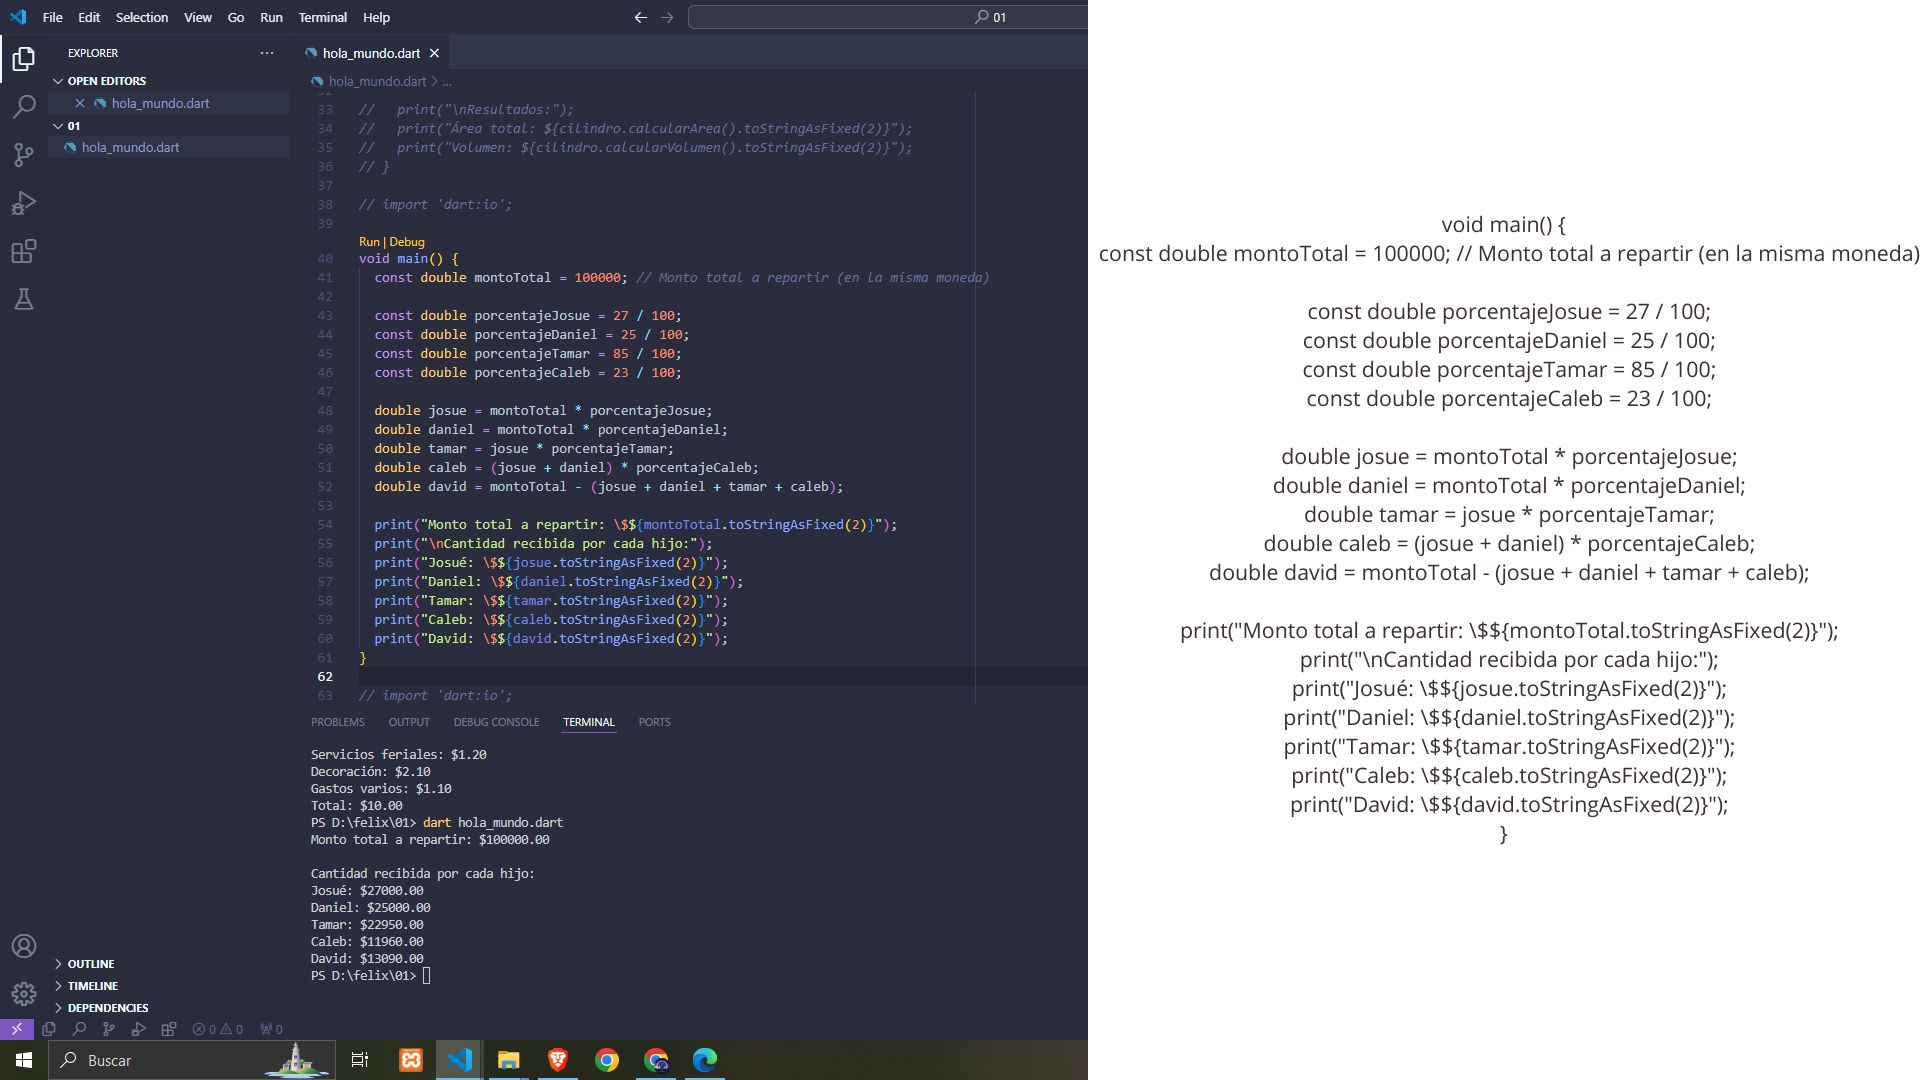 File Edit Selection View Go Run Terminal Help
01
EXPLORER
OPEN EDITORS
hola_mundo.dart
01
hola_mundo.dart
OUTLINE
TIMELINE
DEPENDENCIES
hola_mundo.dart
hola_mundo.dart > ...
33 //   print("\nResultados:");
34 //   print("Área total: ${cilindro.calcularArea().toStringAsFixed(2)}");
35 //   print("Volumen: ${cilindro.calcularVolumen().toStringAsFixed(2)}");
36 // }
37
38 // import 'dart:io';
39
Run | Debug
40 void main() {
41   const double montoTotal = 100000; // Monto total a repartir (en la misma moneda)
42
43   const double porcentajeJosue = 27 / 100;
44   const double porcentajeDaniel = 25 / 100;
45   const double porcentajeTamar = 85 / 100;
46   const double porcentajeCaleb = 23 / 100;
47
48   double josue = montoTotal * porcentajeJosue;
49   double daniel = montoTotal * porcentajeDaniel;
50   double tamar = josue * porcentajeTamar;
51   double caleb = (josue + daniel) * porcentajeCaleb;
52   double david = montoTotal - (josue + daniel + tamar + caleb);
53
54   print("Monto total a repartir: \$${montoTotal.toStringAsFixed(2)}");
55   print("\nCantidad recibida por cada hijo:");
56   print("Josué: \$${josue.toStringAsFixed(2)}");
57   print("Daniel: \$${daniel.toStringAsFixed(2)}");
58   print("Tamar: \$${tamar.toStringAsFixed(2)}");
59   print("Caleb: \$${caleb.toStringAsFixed(2)}");
60   print("David: \$${david.toStringAsFixed(2)}");
61 }
62
63 // import 'dart:io';
PROBLEMS OUTPUT DEBUG CONSOLE TERMINAL PORTS
Servicios feriales: $1.20
Decoración: $2.10
Gastos varios: $1.10
Total: $10.00
PS D:\felix\01> dart hola_mundo.dart
Monto total a repartir: $100000.00
Cantidad recibida por cada hijo:
Josué: $27000.00
Daniel: $25000.00
Tamar: $22950.00
Caleb: $11960.00
David: $13090.00
PS D:\felix\01>
0 0 0
Buscar
void main() {
const double montoTotal = 100000; // Monto total a repartir (en la misma moneda)
const double porcentajeJosue = 27 / 100;
const double porcentajeDaniel = 25 / 100;
const double porcentajeTamar = 85 / 100;
const double porcentajeCaleb = 23 / 100;
double josue = montoTotal * porcentajeJosue;
double daniel = montoTotal * porcentajeDaniel;
double tamar = josue * porcentajeTamar;
double caleb = (josue + daniel) * porcentajeCaleb;
double david = montoTotal - (josue + daniel + tamar + caleb);
print("Monto total a repartir: \$${montoTotal.toStringAsFixed(2)}");
print("\nCantidad recibida por cada hijo:");
print("Josué: \$${josue.toStringAsFixed(2)}");
print("Daniel: \$${daniel.toStringAsFixed(2)}");
print("Tamar: \$${tamar.toStringAsFixed(2)}");
print("Caleb: \$${caleb.toStringAsFixed(2)}");
print("David: \$${david.toStringAsFixed(2)}");
}